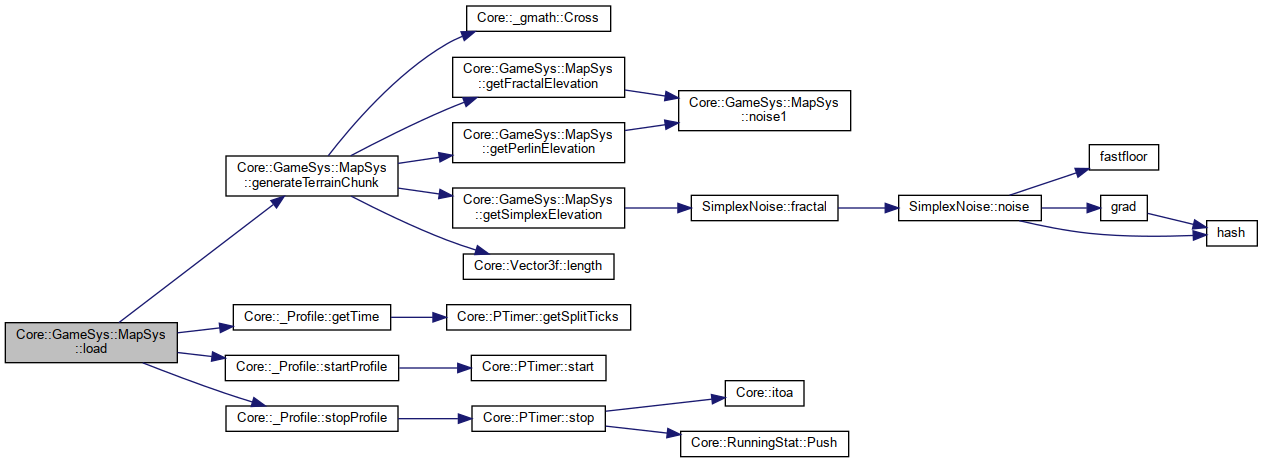 Core::_gmath::Cross
Core::GameSys::MapSys
::getFractalElevation
Core::GameSys::MapSys
::noise1
Core::GameSys::MapSys
::getPerlinElevation
fastfloor
Core::GameSys::MapSys
::generateTerrainChunk
Core::GameSys::MapSys
::getSimplexElevation
SimplexNoise::fractal
SimplexNoise::noise
grad
hash
Core::Vector3f::length
Core::GameSys::MapSys
::load
Core::_Profile::getTime
Core::PTimer::getSplitTicks
Core::_Profile::startProfile
Core::PTimer::start
Core::_Profile::stopProfile
Core::PTimer::stop
Core::itoa
Core::RunningStat::Push